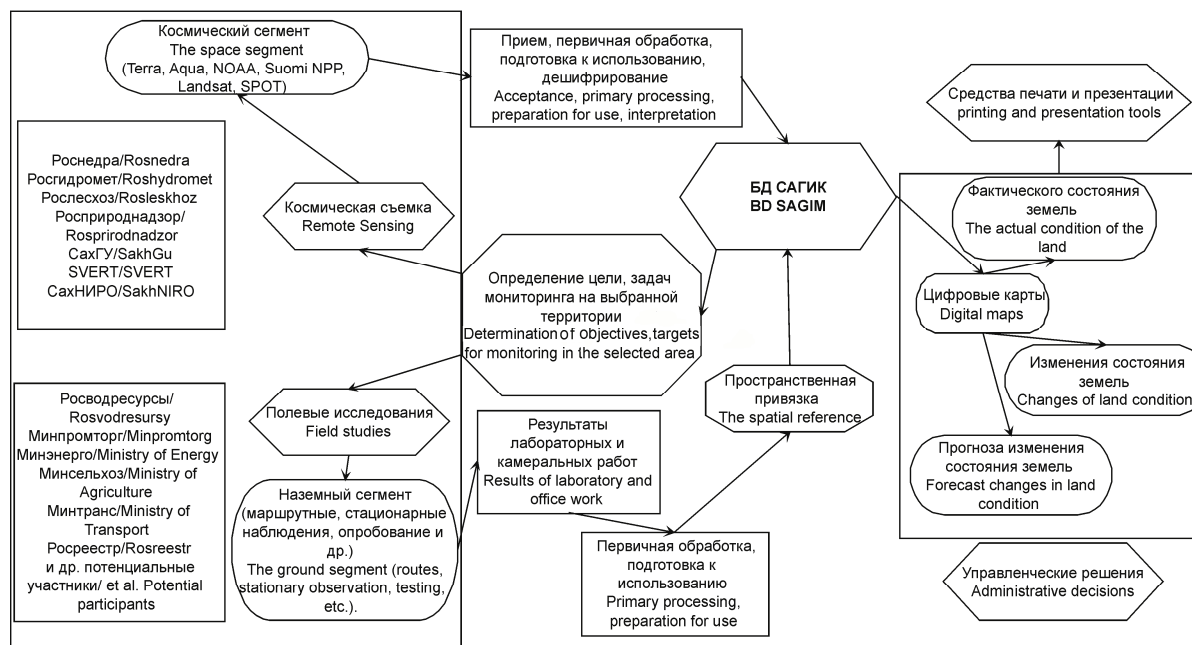 Космический сегмент
The space segment
(Terra, Aqua, NOAA, Suomi NPP,
Landsat, SPOT)
Прием, первичная обработка,
подготовка к использованию,
дешифрирование
Acceptance, primary processing,
preparation for use, interpretation
Средства печати и презентации
printing and presentation tools
Роснедра/Rosnedra
Росгидромет/Roshydromet
Рослесхоз/Rosleskhoz
Росприроднадзор/
Rosprirodnadzor
СахГУ/SakhGu
SVERT/SVERT
СахНИРО/SakhNIRO
Космическая съемка
Remote Sensing
БД САГИК
BD SAGIM
Фактического состояния
земель
The actual condition of the
land
Определение цели, задач
мониторинга на выбранной
территории
Determination of objectives, targets
for monitoring in the selected area
Цифровые карты
Digital maps
Изменения состояния
земель
Changes of land condition
Пространственная
привязка
The spatial reference
Росводресурсы/
Rosvodresursy
Минпромторг/Minpromtorg
Минэнерго/Ministry of Energy
Минсельхоз/Ministry of
Agriculture
Минтранс/Ministry of
Transport
Росреестр/Rosreestr
и др. потенциальные
участники/ et al. Potential
participants
Полевые исследования
Field studies
Результаты
лабораторных и
камеральных работ
Results of laboratory and
office work
Прогноза изменения
состояния земель
Forecast changes in land
condition
Наземный сегмент
(маршрутные, стационарные
наблюдения, опробование и
др.)
The ground segment (routes,
stationary observation, testing,
etc.).
Первичная обработка,
подготовка к
использованию
Primary processing,
preparation for use
Управленческие решения
Administrative decisions